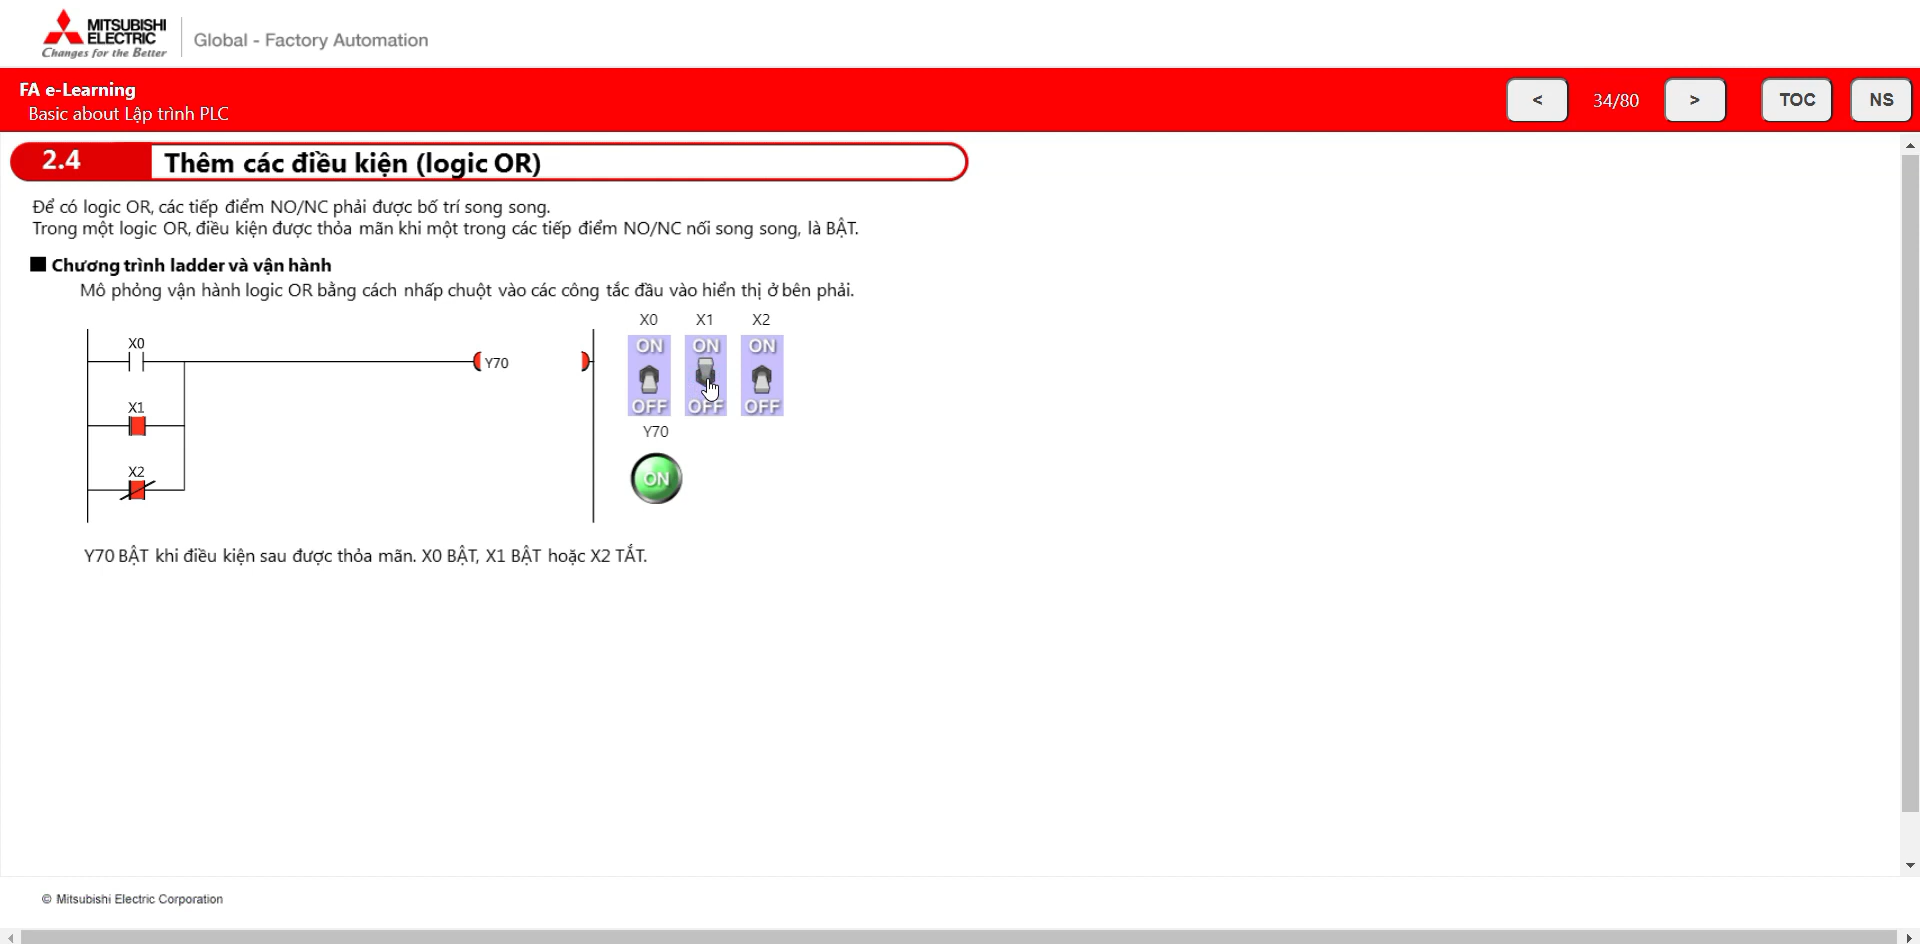 MITSUBISHI
ELECTRIC
Changes for the Better
Global - Factory Automation
FA e-Learning
Basic about Lập trình PLC
< 34/80 > TOC NS
2.4 Thêm các điều kiện (logic OR)
Để có logic OR, các tiếp điểm NO/NC phải được bố trí song song.
Trong một logic OR, điều kiện được thỏa mãn khi một trong các tiếp điểm NO/NC nối song song, là BẬT.
Chương trình ladder và vận hành
Mô phỏng vận hành logic OR bằng cách nhấp chuột vào các công tắc đầu vào hiển thị ở bên phải.
X0 X1 X2
ON ON ON
OFF OFF OFF
X0
Y70
X1
X2
Y70
ON
Y70 BẬT khi điều kiện sau được thỏa mãn. X0 BẬT, X1 BẬT hoặc X2 TẮT.
© Mitsubishi Electric Corporation